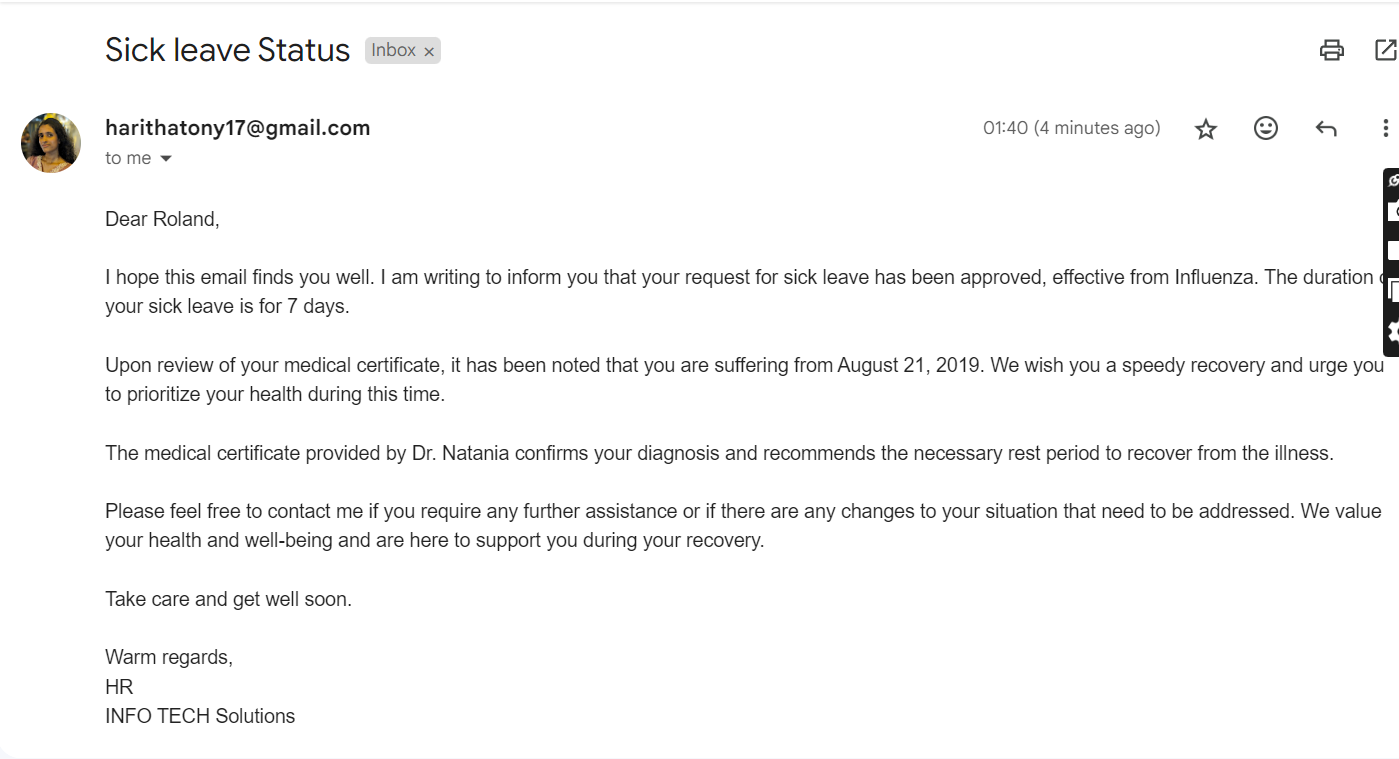 Sick leave Status Inbox ×
harithatony17@gmail.com 01:40 (4 minutes ago)
to me
Dear Roland,
I hope this email finds you well. I am writing to inform you that your request for sick leave has been approved, effective from Influenza. The duration
your sick leave is for 7 days.
Upon review of your medical certificate, it has been noted that you are suffering from August 21, 2019. We wish you a speedy recovery and urge you
to prioritize your health during this time.
The medical certificate provided by Dr. Natania confirms your diagnosis and recommends the necessary rest period to recover from the illness.
Please feel free to contact me if you require any further assistance or if there are any changes to your situation that need to be addressed. We value
your health and well-being and are here to support you during your recovery.
Take care and get well soon.
Warm regards,
HR
INFO TECH Solutions